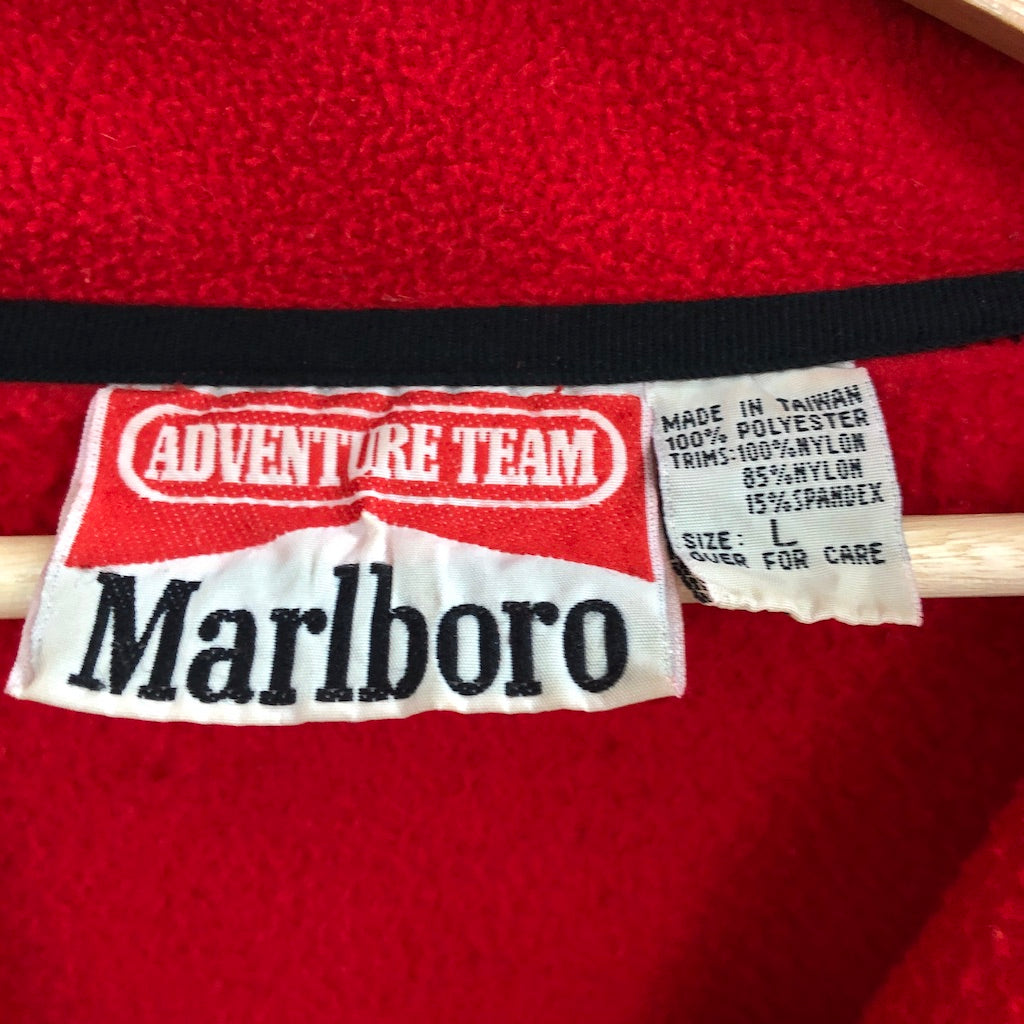 ADVENTURE TEAM
Marlboro
MADE IN TAIWAN
100% POLYESTER
TRIMS:100%NYLON
85%NYLON
15%SPANDEX
SIZE: L
OVER FOR CARE